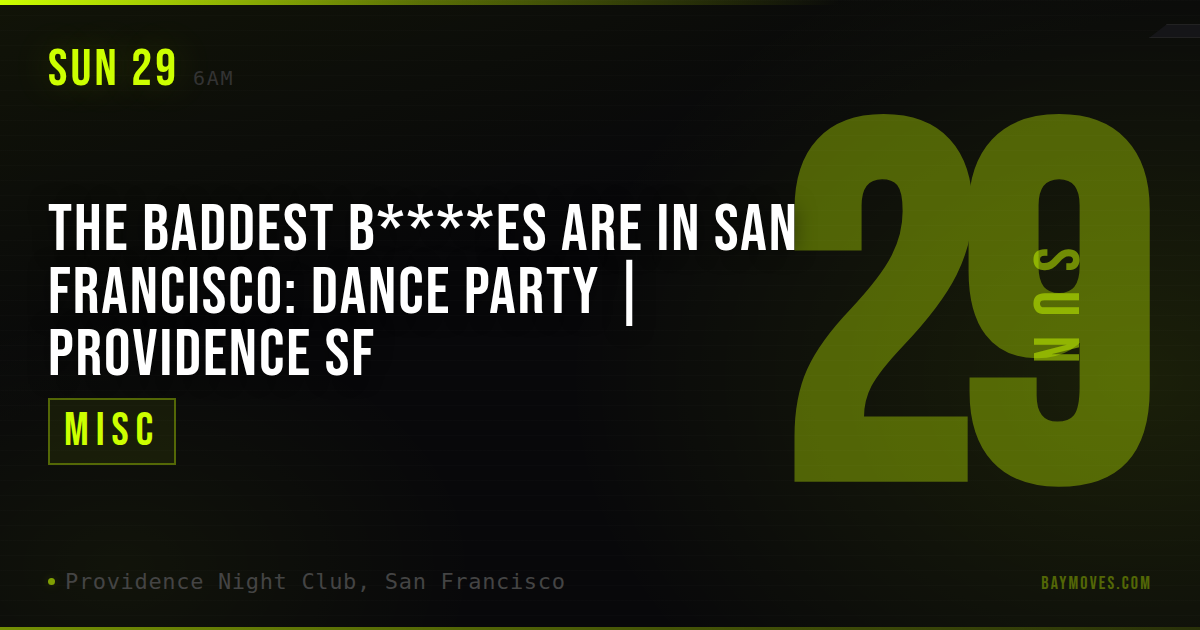 SUN 29 6AM
THE BADDEST B****ES ARE IN SAN
FRANCISCO: DANCE PARTY |
PROVIDENCE SF
MISC
29
SUN
Providence Night Club, San Francisco
BAYMOVES.COM